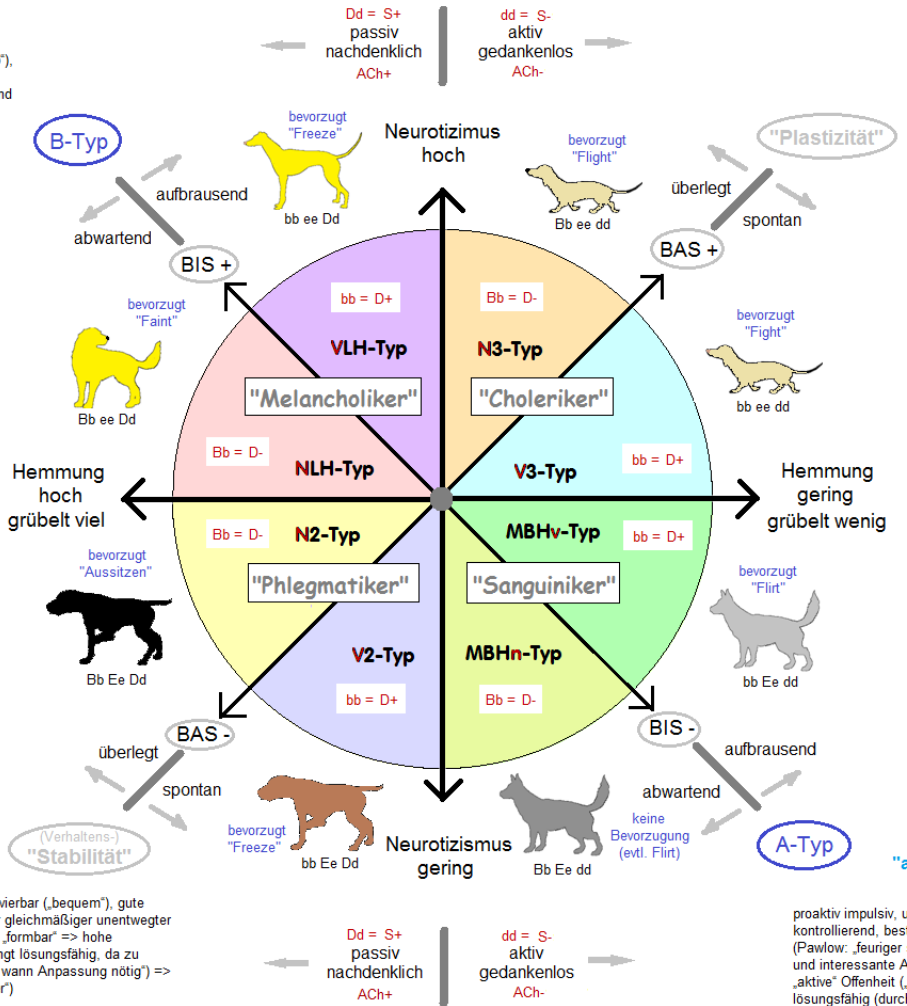 Dd = S+
passiv
nachdenklich
ACh+
dd = S-
aktiv
gedankenlos
ACh-
"),
nd
B-Typ
bevorzugt
"Freeze"
bb ee Dd
Neurotizimus
hoch
bevorzugt
"Flight"
Bb ee dd
"Plastizität"
aufbrausend
abwartend
BIS +
überlegt
spontan
BAS +
bevorzugt
"Faint"
Bb ee Dd
bb = D+
VLH-Typ
Bb = D-
N3-Typ
bevorzugt
"Fight"
bb ee dd
"Melancholiker"
"Choleriker"
Bb = D-
NLH-Typ
V3-Typ
bb = D+
Hemmung
hoch
grübelt viel
Hemmung
gering
grübelt wenig
Bb = D-
N2-Typ
MBHv-Typ
bb = D+
bevorzugt
"Aussitzen"
Bb Ee Dd
"Phlegmatiker"
"Sanguiniker"
bevorzugt
"Flirt"
bb Ee dd
V2-Typ
bb = D+
MBHn-Typ
Bb = D-
BAS -
überlegt
spontan
BIS -
aufbrausend
abwartend
(Verhaltens-)
"Stabilität"
bevorzugt
"Freeze"
bb Ee Dd
Neurotizismus
gering
Bb Ee dd
keine
Bevorzugung
(evtl. Flirt)
A-Typ
"a
vierbar („bequem"), gute
r gleichmäßiger unentwegter
„formbar" => hohe
ngt lösungsfähig, da zu
wann Anpassung nötig") =>
r")
Dd = S+
passiv
nachdenklich
ACh+
dd = S-
aktiv
gedankenlos
ACh-
proaktiv impulsiv, u
kontrollierend, best
(Pawlow: „feuriger
und interessante A
„aktive" Offenheit („
lösungsfähig (durch